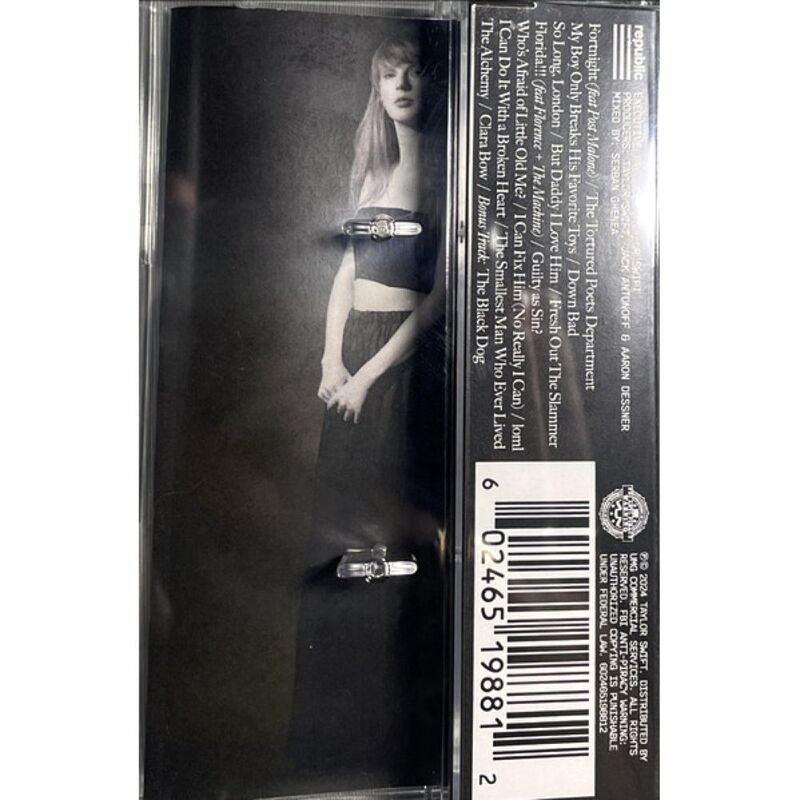 republic
EXECUTIVE SWIFT
PRODUCERS: TAYLOR SWIFT, JACK ANTONOFF & AARON DESSNER
MIXED BY: SERBAN GHENEA
Fortnight (feat Post Malone) / The Tortured Poets Department
My Boy Only Breaks His Favorite Toys / Down Bad
So Long, London / But Daddy I Love Him / Fresh Out The Slammer
Florida!!! (feat Florence + The Machine) / Guilty as Sin?
Who's Afraid of Little Old Me? / I Can Fix Him (No Really I Can) / loml
I Can Do It With a Broken Heart / The Smallest Man Who Ever Lived
The Alchemy / Clara Bow / Bonus Track: The Black Dog
℗© 2024 TAYLOR SWIFT. DISTRIBUTED BY
UMG COMMERCIAL SERVICES. ALL RIGHTS
RESERVED. FBI ANTI-PIRACY WARNING:
UNAUTHORIZED COPYING IS PUNISHABLE
UNDER FEDERAL LAW. 602465198812
6 02465 19881 2